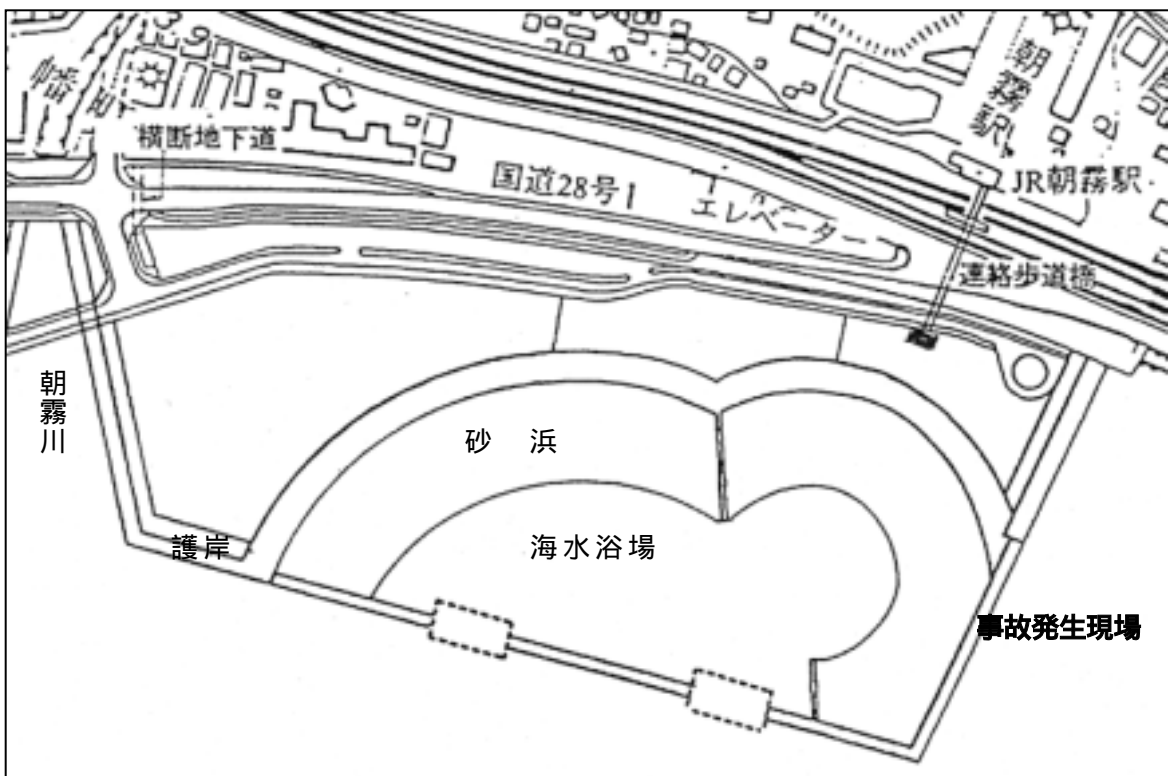 朝霧駅
横断地下道
国道28号
エレベーター
JR朝霧駅
連絡歩道橋
朝霧川
砂 浜
護岸
海水浴場
事故発生現場